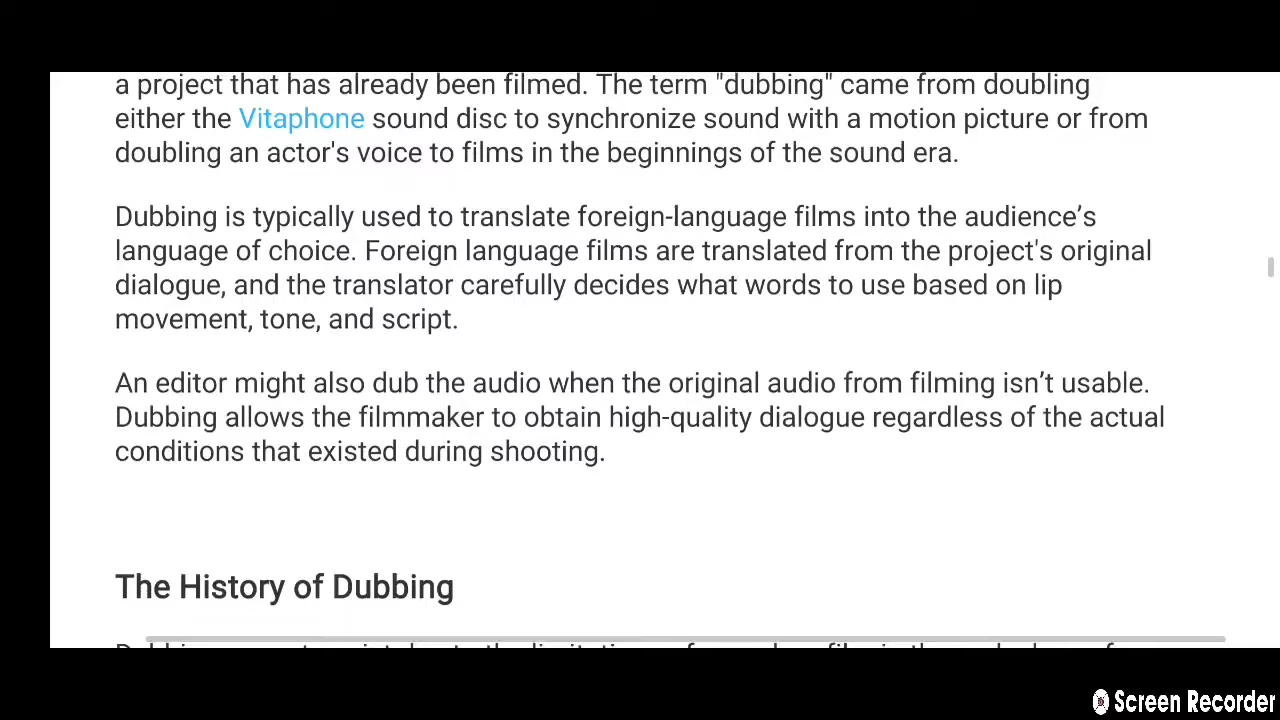 a project that has already been filmed. The term "dubbing" came from doubling
either the Vitaphone sound disc to synchronize sound with a motion picture or from
doubling an actor's voice to films in the beginnings of the sound era.
Dubbing is typically used to translate foreign-language films into the audience’s
language of choice. Foreign language films are translated from the project's original
dialogue, and the translator carefully decides what words to use based on lip
movement, tone, and script.
An editor might also dub the audio when the original audio from filming isn’t usable.
Dubbing allows the filmmaker to obtain high-quality dialogue regardless of the actual
conditions that existed during shooting.
The History of Dubbing
Screen Recorder